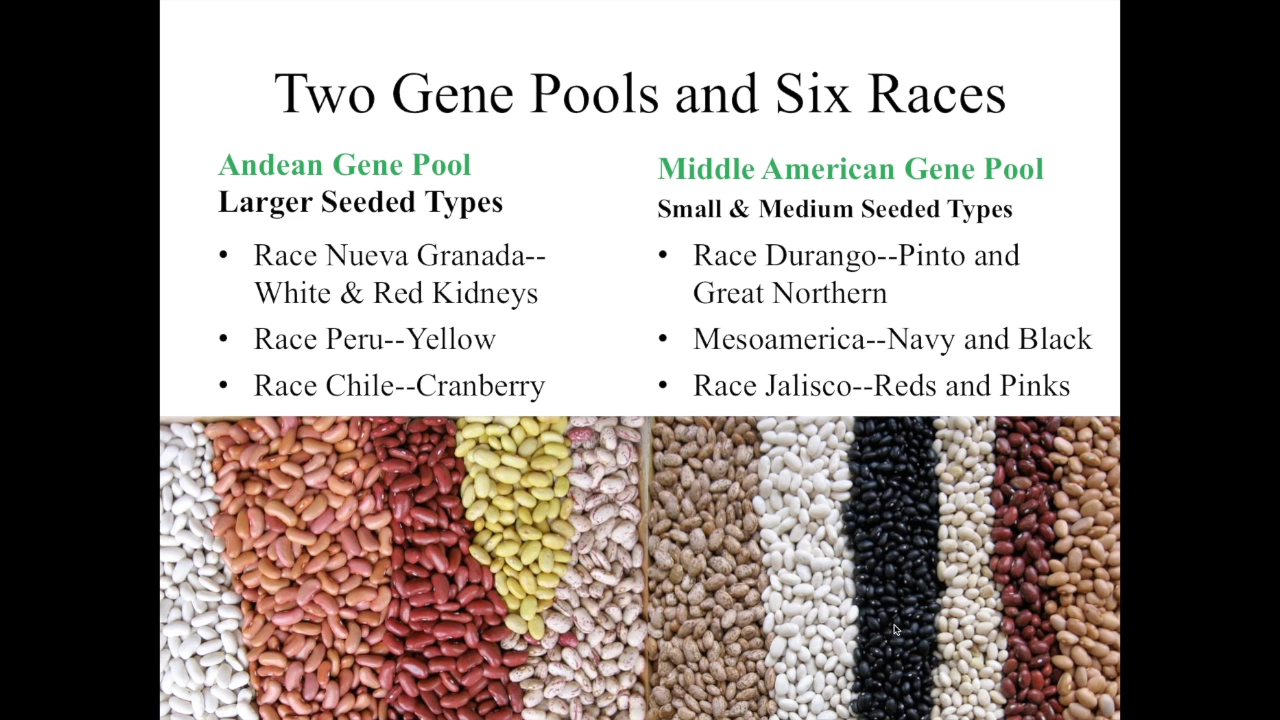 Two Gene Pools and Six Races
Andean Gene Pool
Larger Seeded Types
• Race Nueva Granada--
White & Red Kidneys
• Race Peru--Yellow
• Race Chile--Cranberry
Middle American Gene Pool
Small & Medium Seeded Types
• Race Durango--Pinto and
Great Northern
• Mesoamerica--Navy and Black
• Race Jalisco--Reds and Pinks